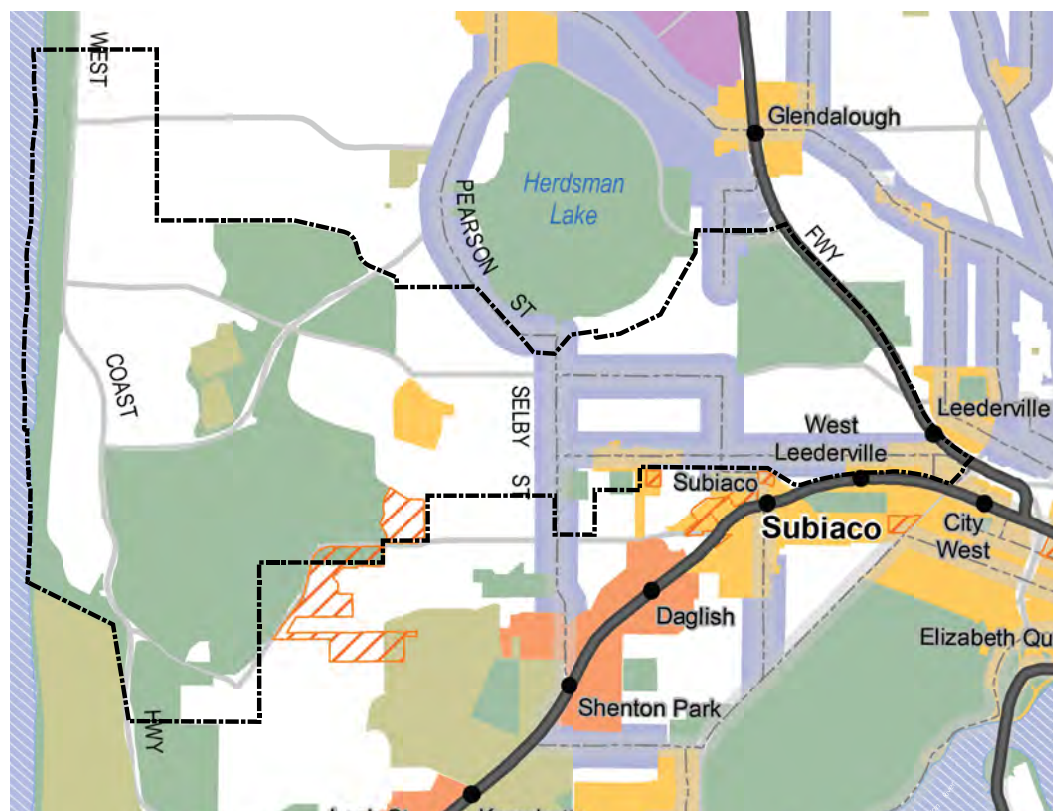 WEST
Glendalough
Herdsman
Lake
PEARSON
ST
FWY
COAST
SELBY
ST
Leederville
West
Leederville
Subiaco
Subiaco
City
West
Daglish
Elizabeth Qu
Shenton Park
HWY